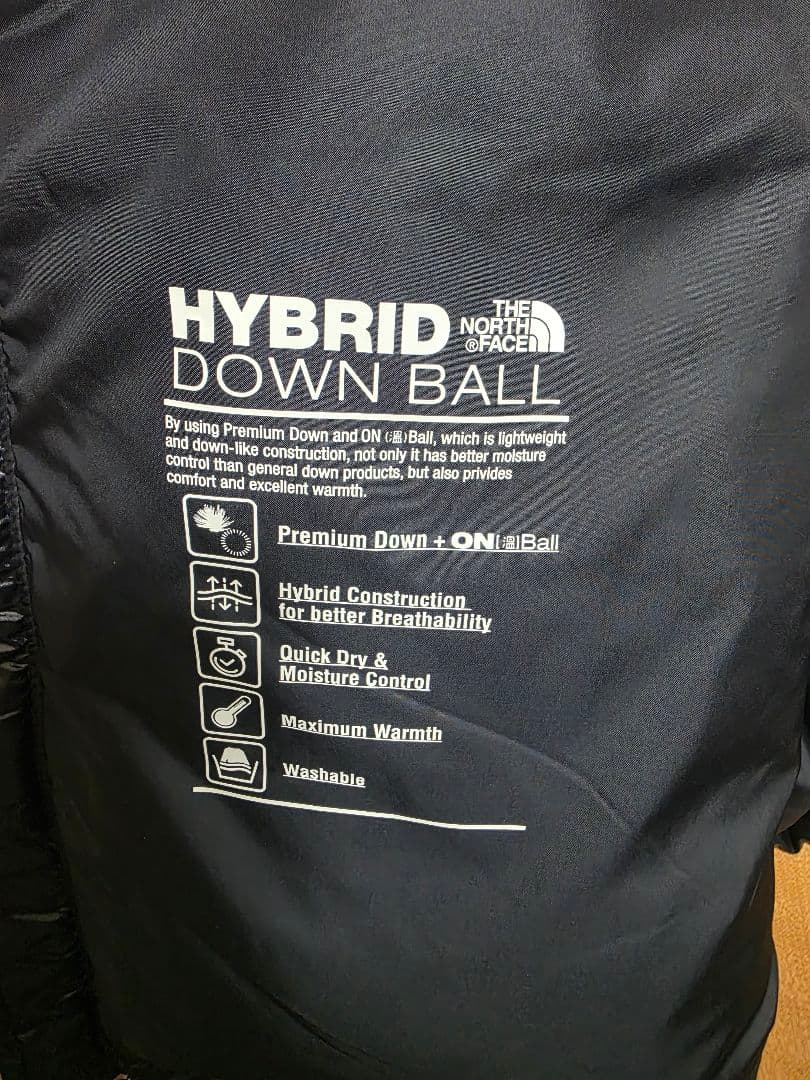 HYBRID
THE
NORTH
®FACE
DOWN BALL
By using Premium Down and ON (温)Ball, which is lightweight
and down-like construction, not only it has better moisture
control than general down products, but also privides
comfort and excellent warmth.
Premium Down + ON(温)Ball
Hybrid Construction
for better Breathability
Quick Dry &
Moisture Control
Maximum Warmth
Washable